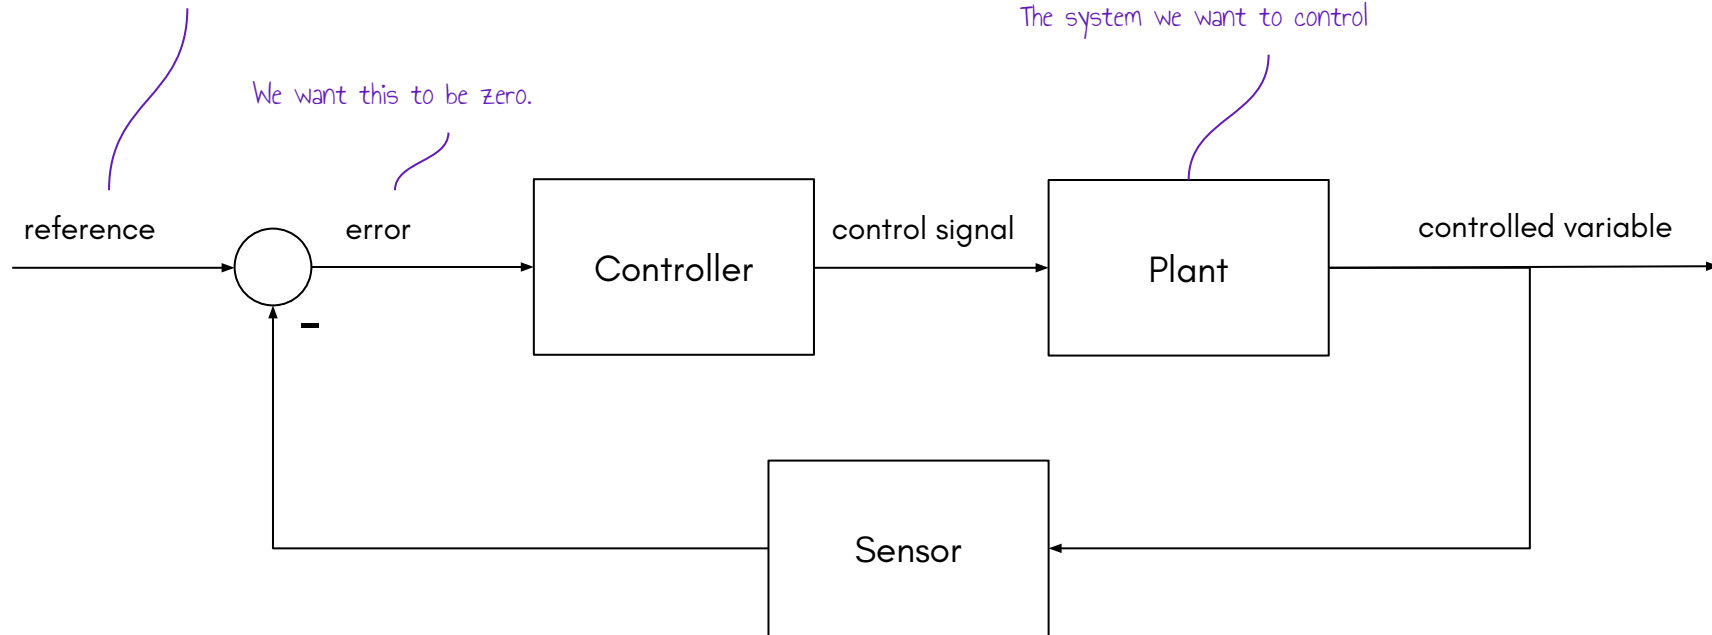 The system we want to control
We want this to be zero.
reference
error
Controller
control signal
Plant
controlled variable
-
Sensor